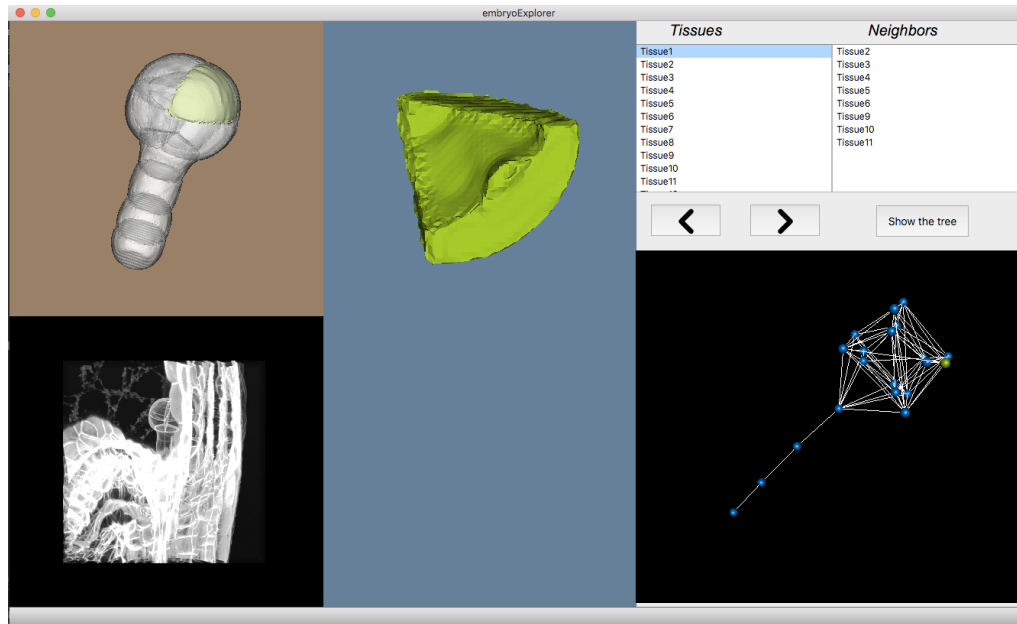 embryoExplorer
Tissues
Neighbors
Tissue1
Tissue2
Tissue3
Tissue4
Tissue5
Tissue6
Tissue7
Tissue8
Tissue9
Tissue10
Tissue11
Tissue2
Tissue3
Tissue4
Tissue5
Tissue6
Tissue9
Tissue10
Tissue11
Show the tree